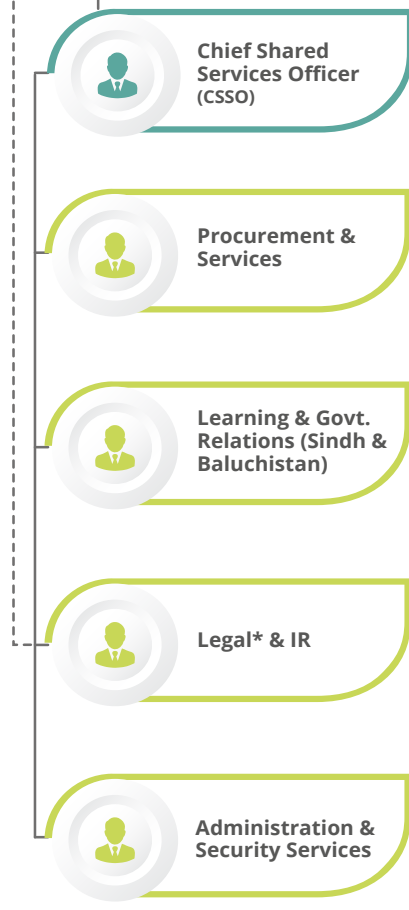 Chief Shared
Services Officer
(CSSO)
Procurement &
Services
Learning & Govt.
Relations (Sindh &
Baluchistan)
Legal* & IR
Administration &
Security Services